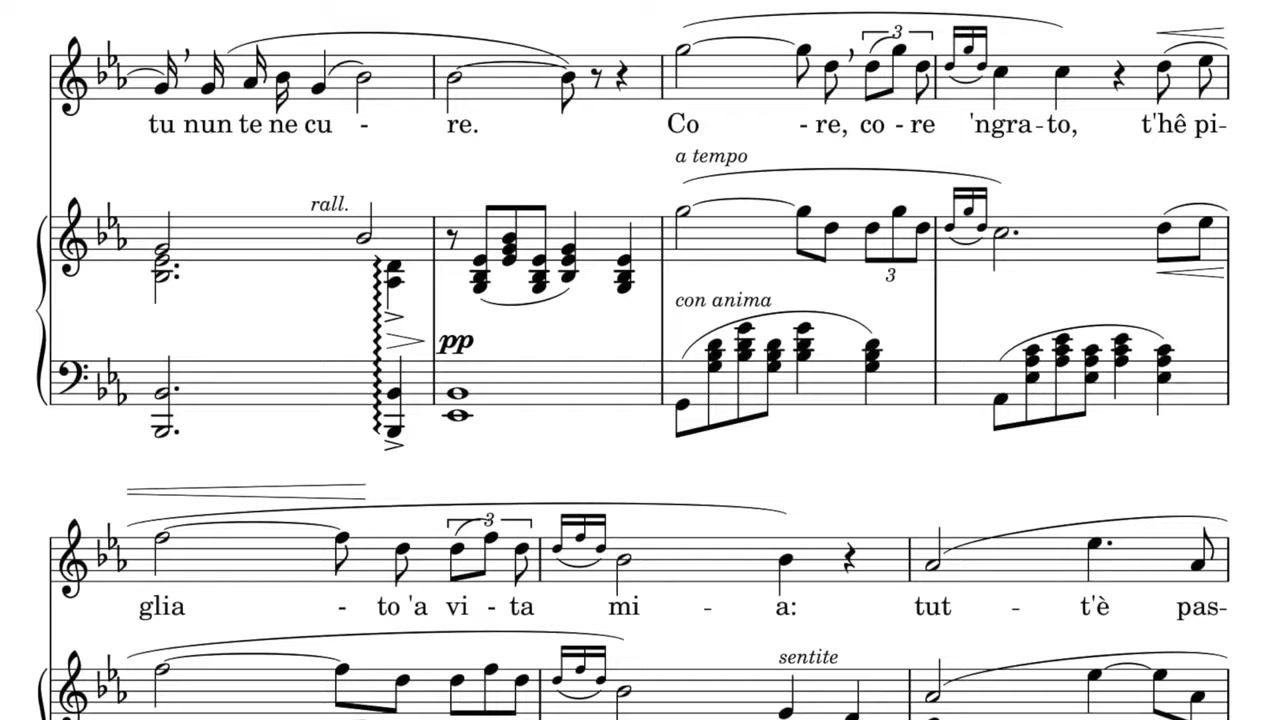 tu nun te ne cu - re. Co - re, co - re 'ngra - to, t'hê pi-
a tempo
rall.
con anima
pp
glia - to 'a vi - ta mi - a: tut - t'è pas-
sentite